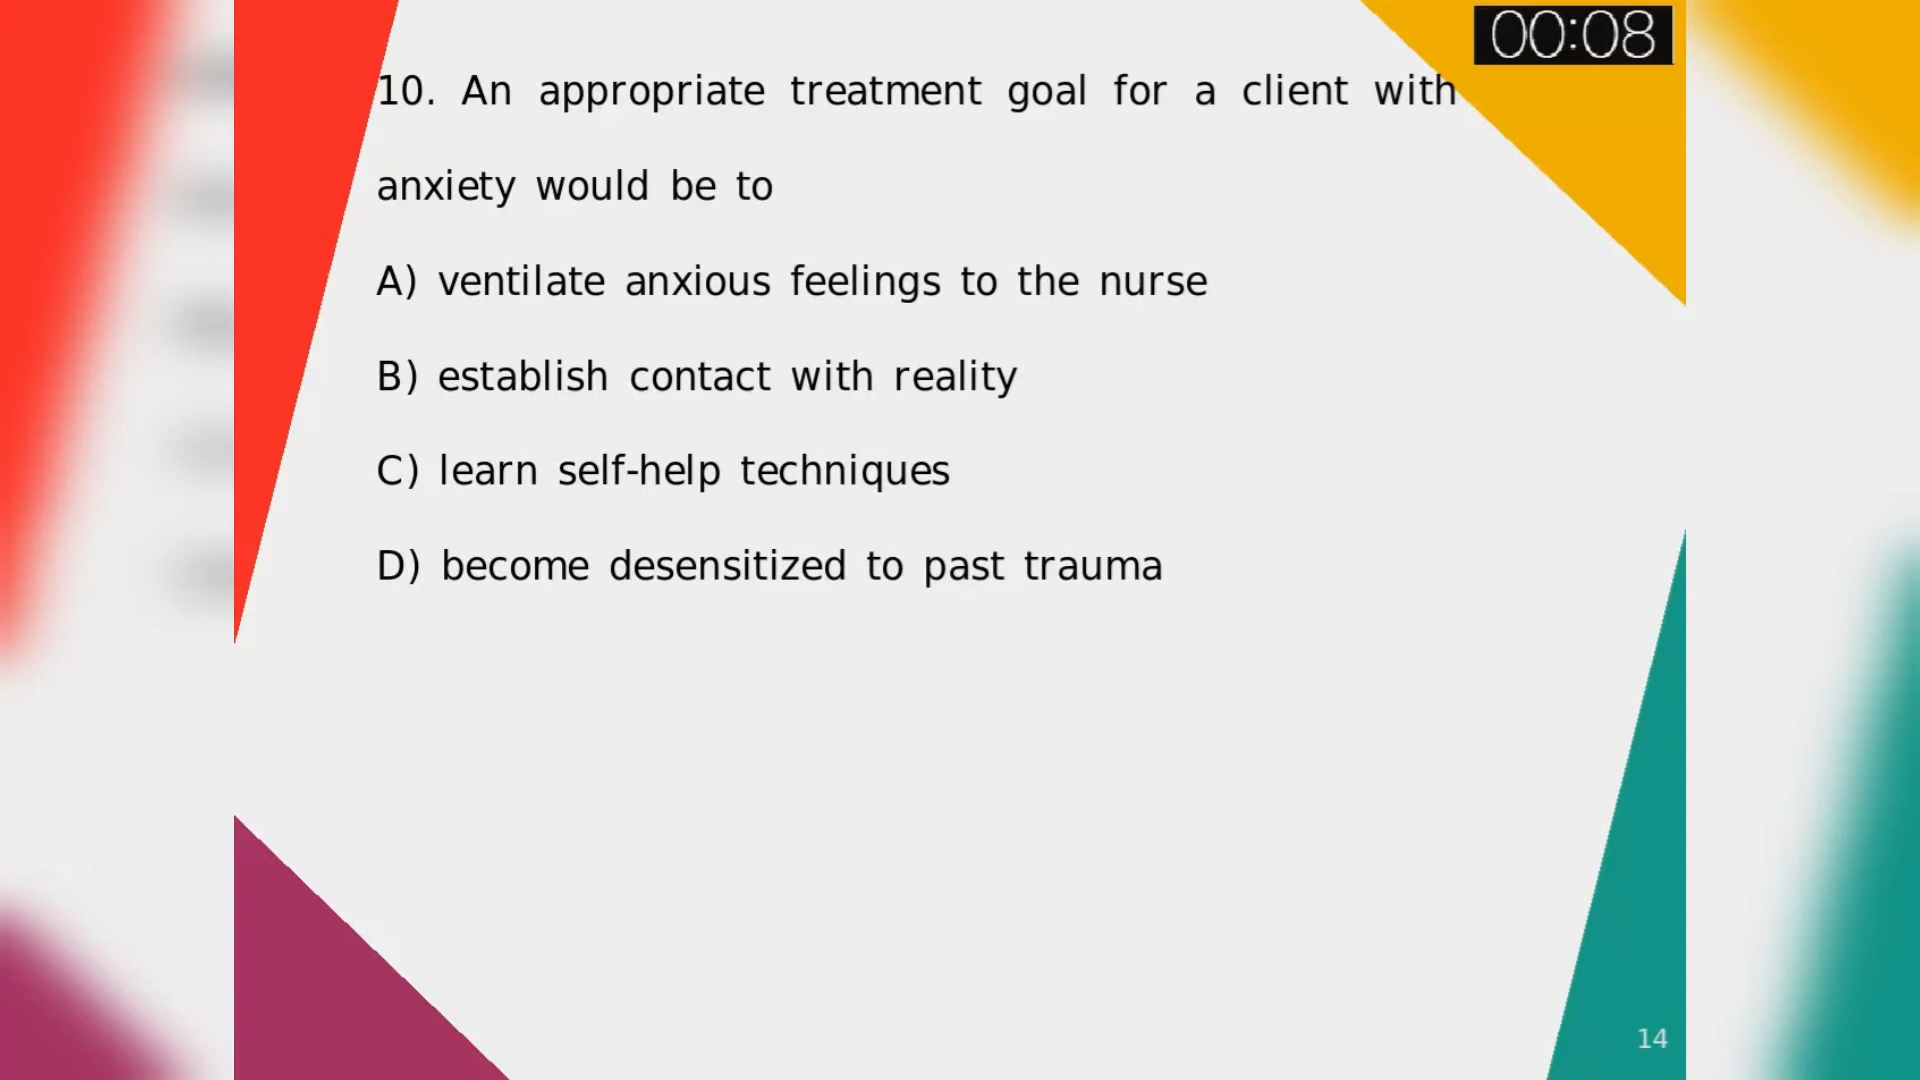 00:08
10. An appropriate treatment goal for a client with
anxiety would be to
A) ventilate anxious feelings to the nurse
B) establish contact with reality
C) learn self-help techniques
D) become desensitized to past trauma
14